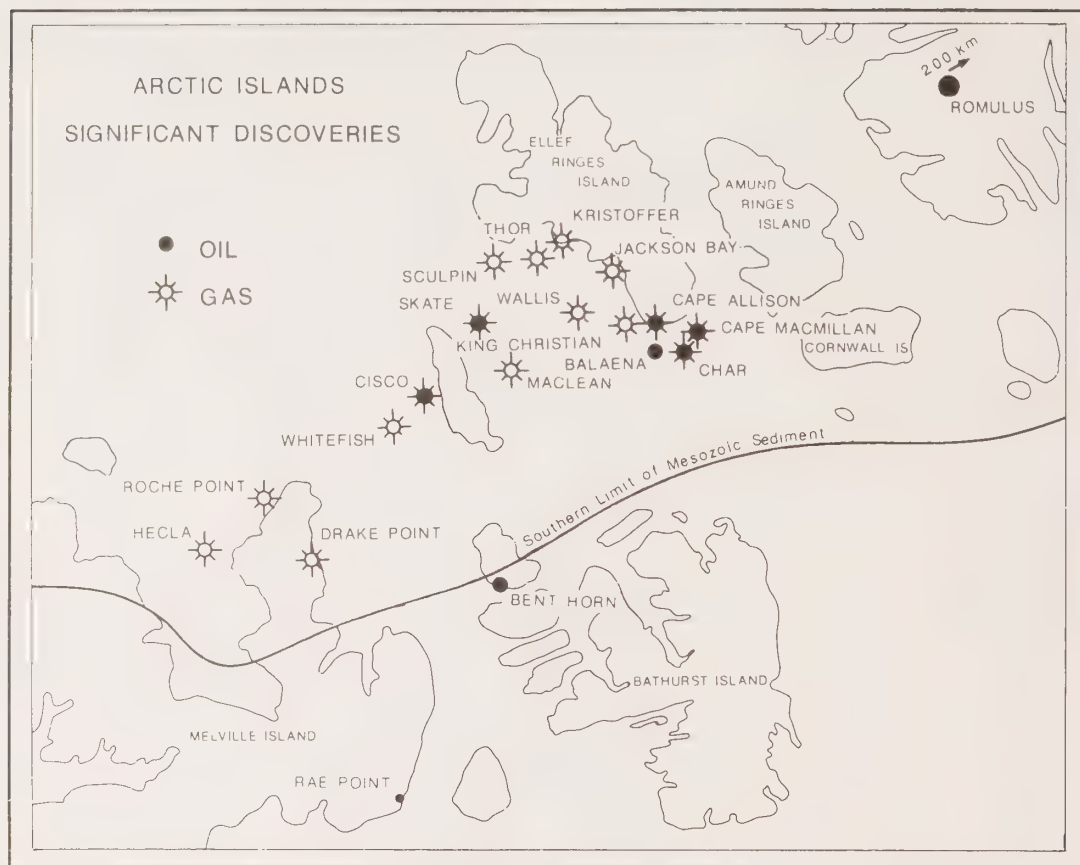 ARCTIC ISLANDS
SIGNIFICANT DISCOVERIES
OIL
GAS
200 km
ROMULUS
ELLEF
RINGES
ISLAND
AMUND
RINGES
ISLAND
KRISTOFFER
THOR
JACKSON BAY
SCULPIN
SKATE
WALLIS
CAPE ALLISON
CAPE MACMILLAN
KING CHRISTIAN
CORNWALL IS
BALAENA
CHAR
MACLEAN
CISCO
WHITEFISH
Southern Limit of Mesozoic Sediment
ROCHE POINT
HECLA
DRAKE POINT
BENT HORN
BATHURST ISLAND
MELVILLE ISLAND
RAE POINT